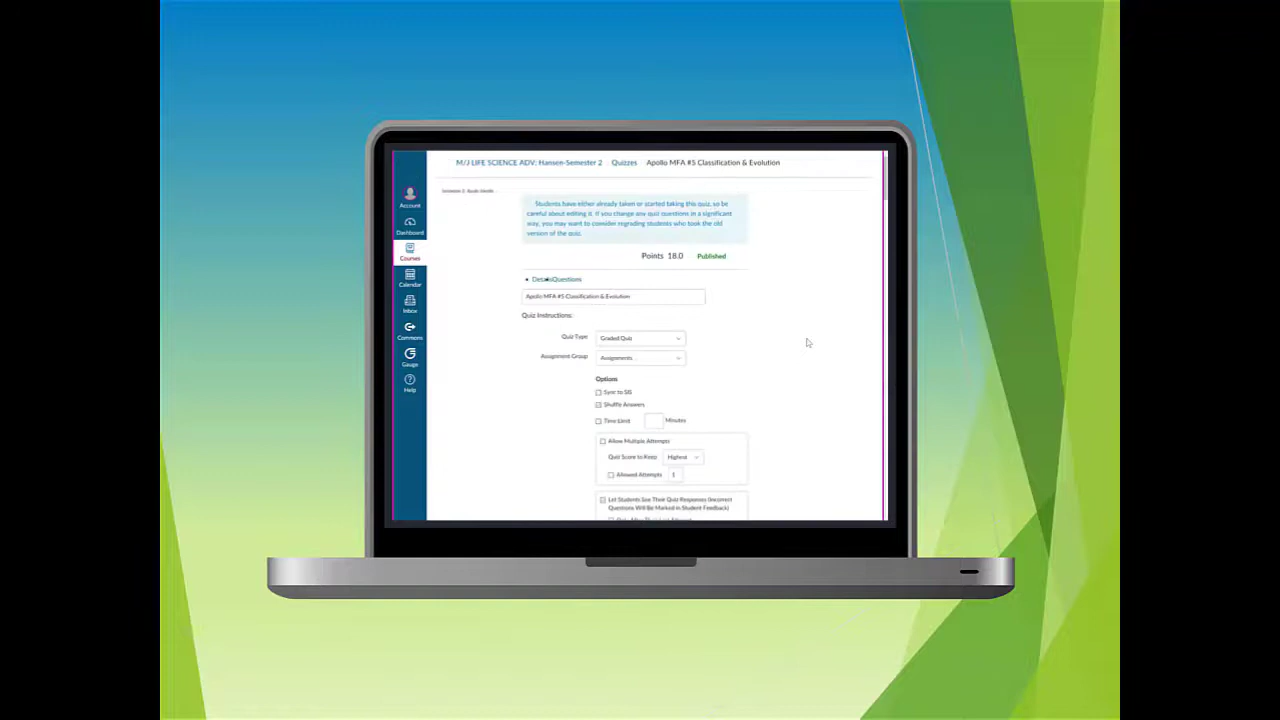 M/J LIFE SCIENCE ADV: Hansen-Semester 2 Quizzes Apollo MFA #5 Classification & Evolution
Students have either already taken or started taking this quiz, so be
careful about editing it. If you change any quiz questions in a significant
way, you may want to consider regrading students who took the old
version of the quiz.
Points 18.0 Published
Details Questions
Apollo MFA #5 Classification & Evolution
Quiz Instructions:
Quiz Type Graded Quiz
Assignment Group Assignments
Options
Sync to SIS
Shuffle Answers
Time Limit Minutes
Allow Multiple Attempts
Quiz Score to Keep Highest
Allowed Attempts 1
Let Students See Their Quiz Responses (Incorrect
Questions Will Be Marked in Student Feedback)
Account
Dashboard
Courses
Calendar
Inbox
Commons
Gauge
Help